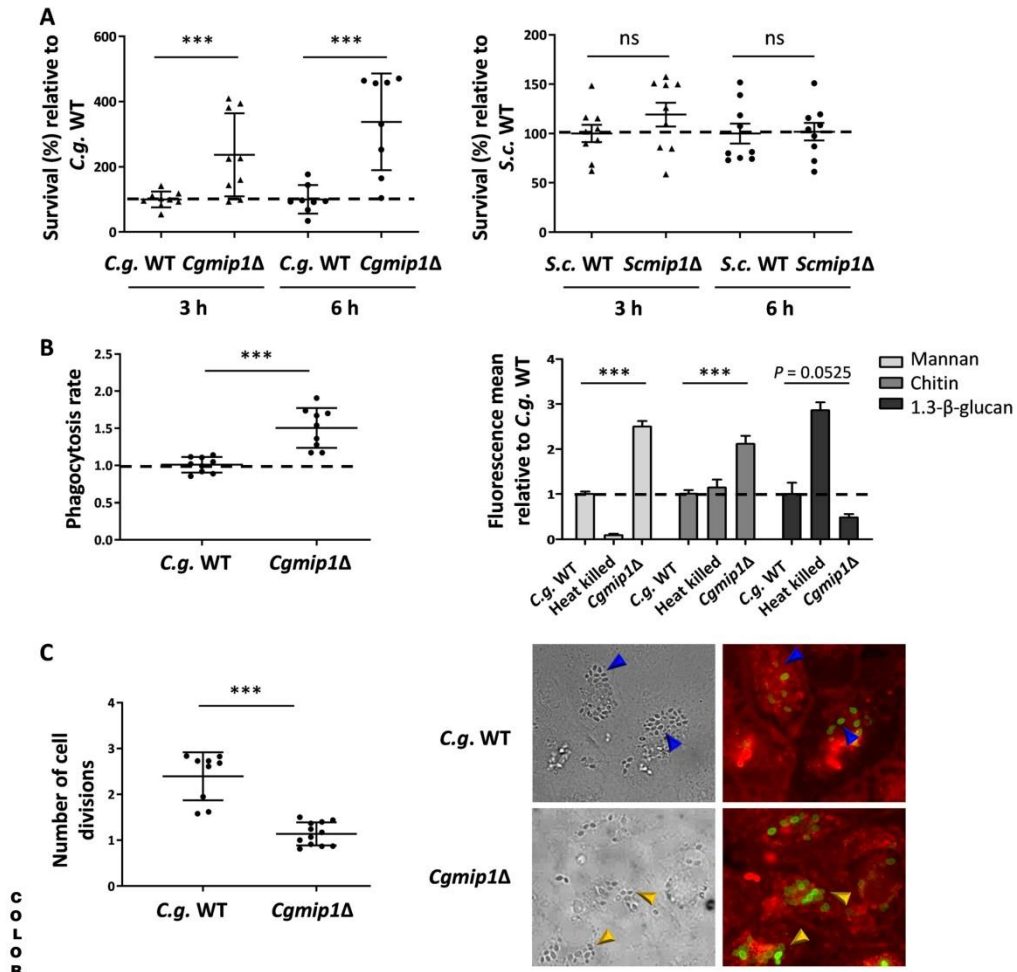 A
Survival (%) relative to
C.g. WT
600
400
200
0
***
***
C.g. WT Cgmip1Δ C.g. WT Cgmip1Δ
3 h
6 h
Survival (%) relative to
S.c. WT
200
150
100
50
0
ns
ns
S.c. WT Scmip1Δ S.c. WT Scmip1Δ
3 h
6 h
B
Phagocytosis rate
2.5
2.0
1.5
1.0
0.5
0.0
***
C.g. WT
Cgmip1Δ
Fluorescence mean
relative to C.g. WT
4
3
2
1
0
***
***
P = 0.0525
C.g. WT
Heat killed
Cgmip1Δ
C.g. WT
Heat killed
Cgmip1Δ
C.g. WT
Heat killed
Cgmip1Δ
Mannan
Chitin
1.3-β-glucan
C
Number of cell
divisions
4
3
2
1
0
***
C.g. WT
Cgmip1Δ
C.g. WT
Cgmip1Δ
C
O
L
O
R